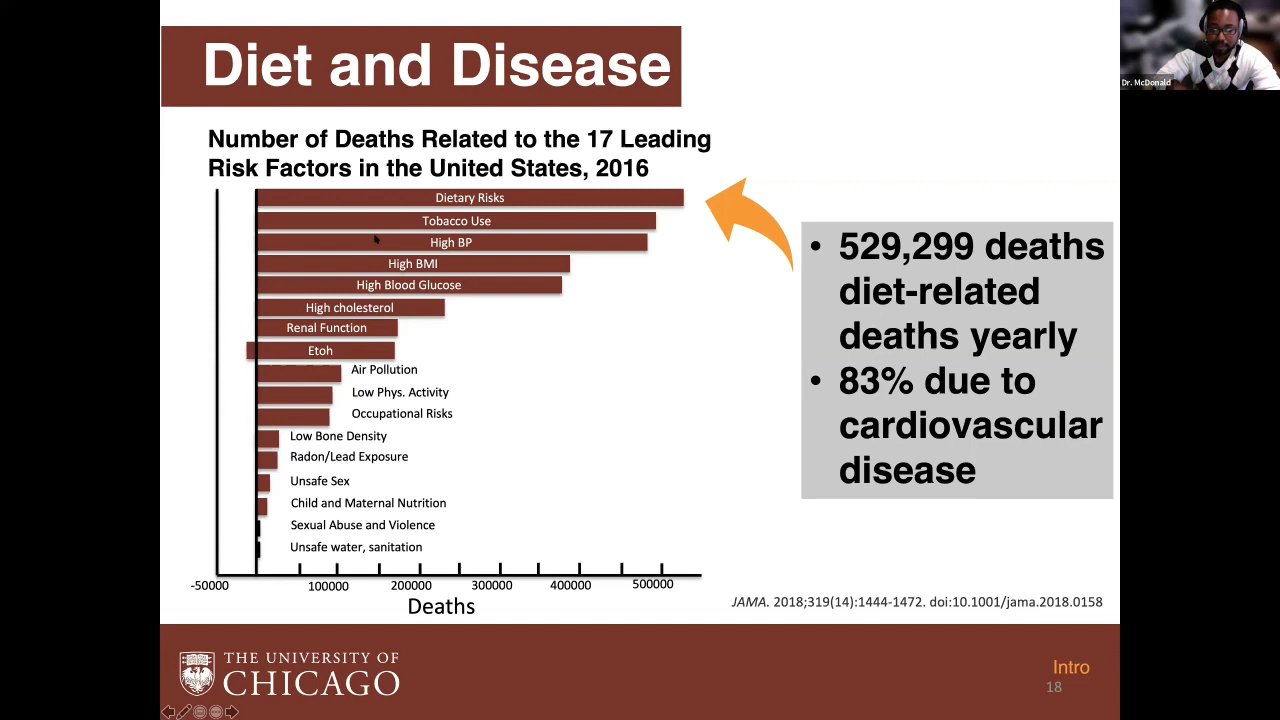 Diet and Disease
Dr. McDonald
Number of Deaths Related to the 17 Leading
Risk Factors in the United States, 2016
Dietary Risks
Tobacco Use
High BP
High BMI
High Blood Glucose
High cholesterol
Renal Function
Etoh
Air Pollution
Low Phys. Activity
Occupational Risks
Low Bone Density
Radon/Lead Exposure
Unsafe Sex
Child and Maternal Nutrition
Sexual Abuse and Violence
Unsafe water, sanitation
-50000 100000 200000 300000 400000 500000
Deaths
• 529,299 deaths
diet-related
deaths yearly
• 83% due to
cardiovascular
disease
JAMA. 2018;319(14):1444-1472. doi:10.1001/jama.2018.0158
THE UNIVERSITY OF
CHICAGO
Intro
18